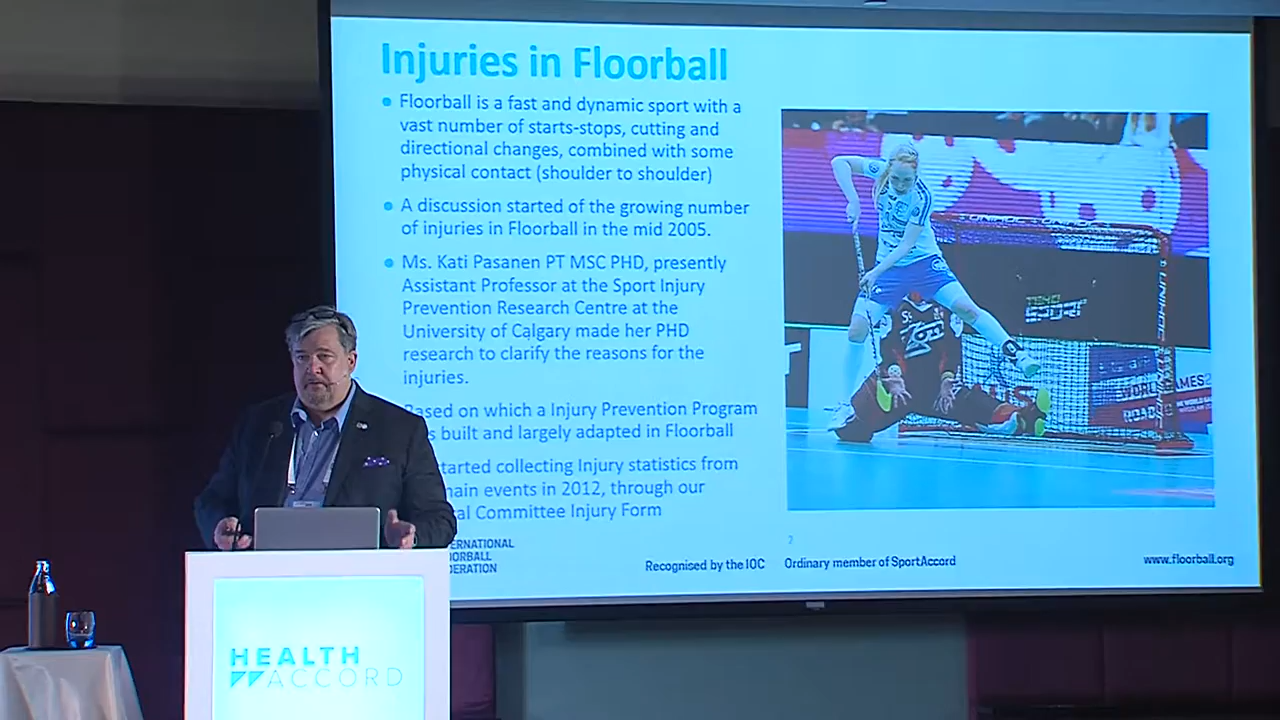 Injuries in Floorball
Floorball is a fast and dynamic sport with a
vast number of starts-stops, cutting and
directional changes, combined with some
physical contact (shoulder to shoulder)
A discussion started of the growing number
of injuries in Floorball in the mid 2005.
Ms. Kati Pasanen PT MSC PHD, presently
Assistant Professor at the Sport Injury
Prevention Research Centre at the
University of Calgary made her PHD
research to clarify the reasons for the
injuries.
Based on which a Injury Prevention Program
s built and largely adapted in Floorball
tarted collecting Injury statistics from
main events in 2012, through our
al Committee Injury Form
ERNATIONAL
ORBALL
ERATION
Recognised by the IOC
Ordinary member of SportAccord
www.floorball.org
HEALTH
ACCORD